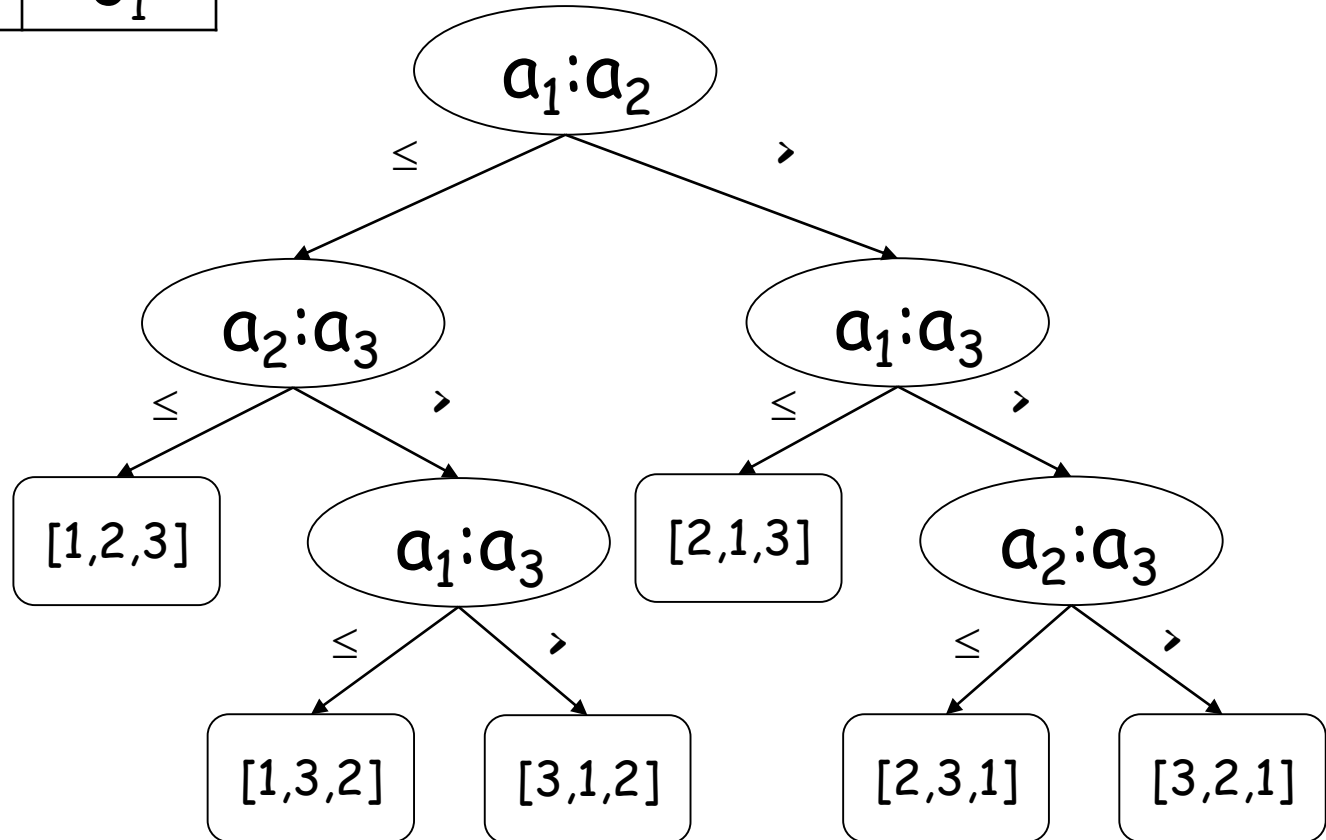 a₁:a₂
≤ >
a₂:a₃ a₁:a₃
≤ > ≤ >
[1,2,3] a₁:a₃ [2,1,3] a₂:a₃
≤ > ≤ >
[1,3,2] [3,1,2] [2,3,1] [3,2,1]